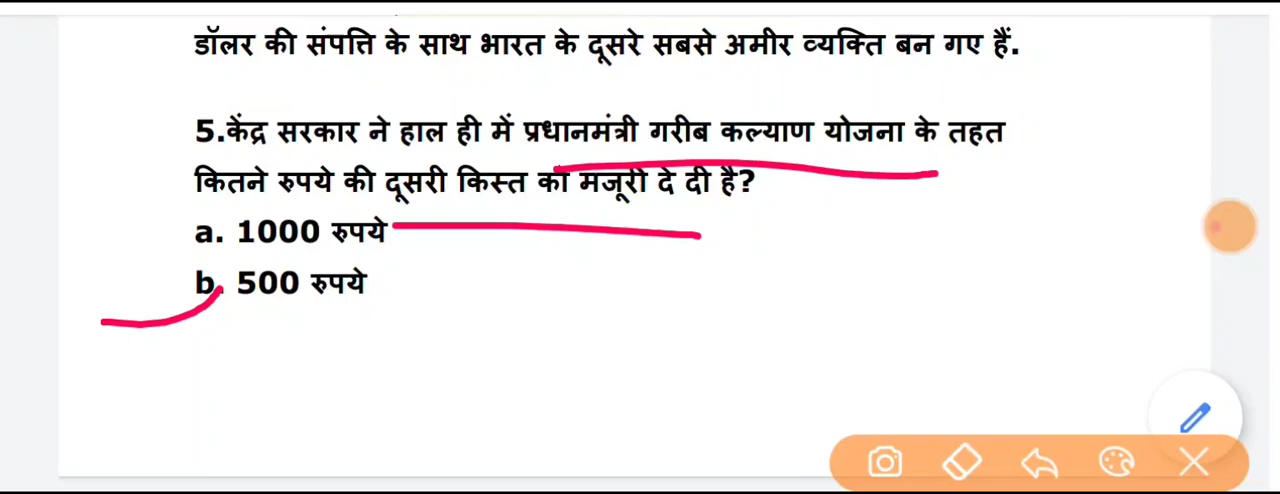 डॉलर की संपत्ति के साथ भारत के दूसरे सबसे अमीर व्यक्ति बन गए हैं.
5.केंद्र सरकार ने हाल ही में प्रधानमंत्री गरीब कल्याण योजना के तहत
कितने रुपये की दूसरी किस्त को मंजूरी दे दी है?
a. 1000 रुपये
b. 500 रुपये